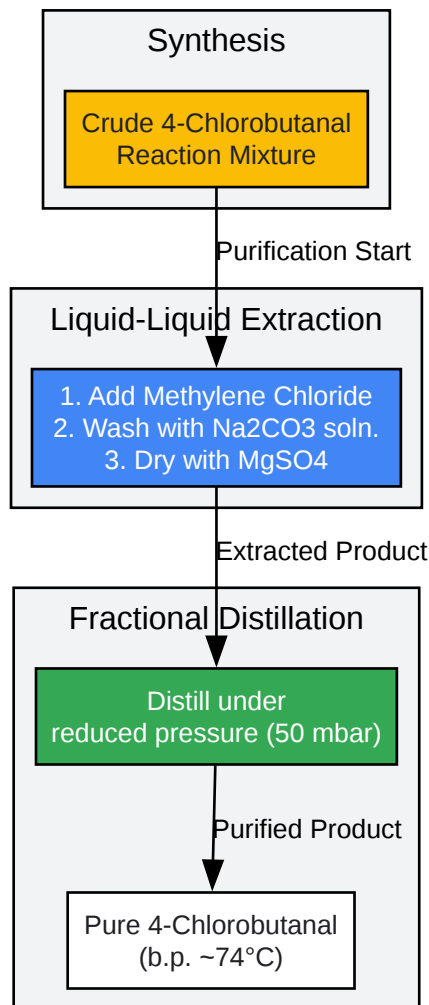 Synthesis
Crude 4-Chlorobutanal
Reaction Mixture
Purification Start
Liquid-Liquid Extraction
1. Add Methylene Chloride
2. Wash with Na2CO3 soln.
3. Dry with MgSO4
Extracted Product
Fractional Distillation
Distill under
reduced pressure (50 mbar)
Purified Product
Pure 4-Chlorobutanal
(b.p. ~74°C)